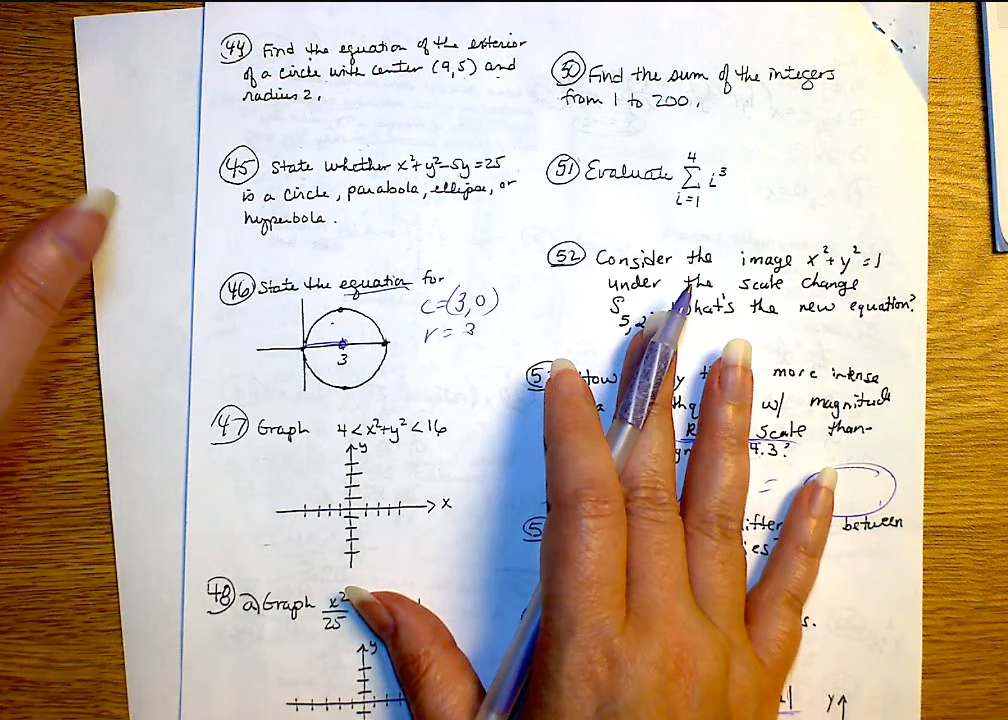 44 Find the equation of the exterior
of a circle with center (9,5) and
radius 2.
45 State whether x²+y²-5y=25
is a circle, parabola, ellipse, or
hyperbola.
46 State the equation for
C=(3,0)
r=3
3
47 Graph 4<x²+y²<16
y
x
48 a) Graph x²
25
y
50 Find the sum of the integers
from 1 to 200.
51 Evaluate 4
∑ i³
i=1
52 Consider the image x²+y²=1
under the scale change
S5,2. What's the new equation?
more intense
w/ magnitude
Scale than
4.3?
=
between
y